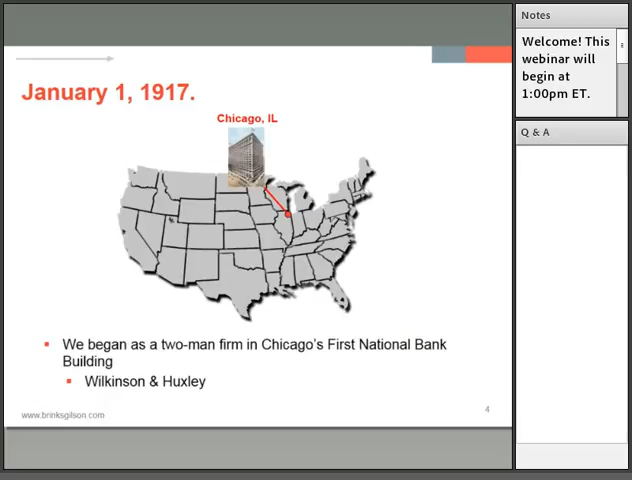 January 1, 1917.
Chicago, IL
▪ We began as a two-man firm in Chicago's First National Bank
Building
▪ Wilkinson & Huxley
www.brinksgilson.com
4
Notes
Welcome! This
webinar will
begin at
1:00pm ET.
Q & A